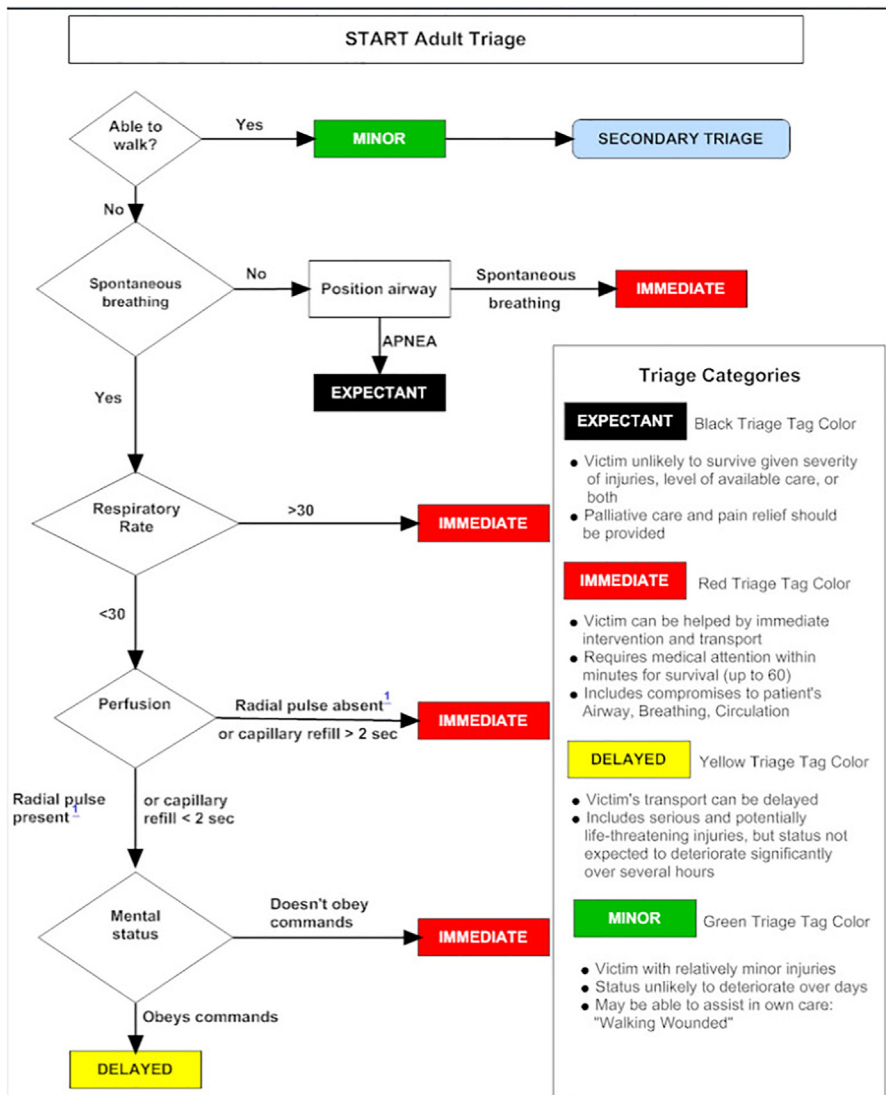 START Adult Triage
Able to
walk?
Yes
MINOR
SECONDARY TRIAGE
No
Spontaneous
breathing
No
Position airway
Spontaneous
breathing
IMMEDIATE
APNEA
EXPECTANT
Yes
Respiratory
Rate
>30
IMMEDIATE
<30
Perfusion
Radial pulse absent1
or capillary refill > 2 sec
IMMEDIATE
Radial pulse
present1
or capillary
refill < 2 sec
Mental
status
Doesn't obey
commands
IMMEDIATE
Obeys commands
DELAYED
Triage Categories
EXPECTANT Black Triage Tag Color
● Victim unlikely to survive given severity
of injuries, level of available care, or
both
● Palliative care and pain relief should
be provided
IMMEDIATE Red Triage Tag Color
● Victim can be helped by immediate
intervention and transport
● Requires medical attention within
minutes for survival (up to 60)
● Includes compromises to patient's
Airway, Breathing, Circulation
DELAYED Yellow Triage Tag Color
● Victim's transport can be delayed
● Includes serious and potentially
life-threatening injuries, but status not
expected to deteriorate significantly
over several hours
MINOR Green Triage Tag Color
● Victim with relatively minor injuries
● Status unlikely to deteriorate over days
● May be able to assist in own care:
"Walking Wounded"